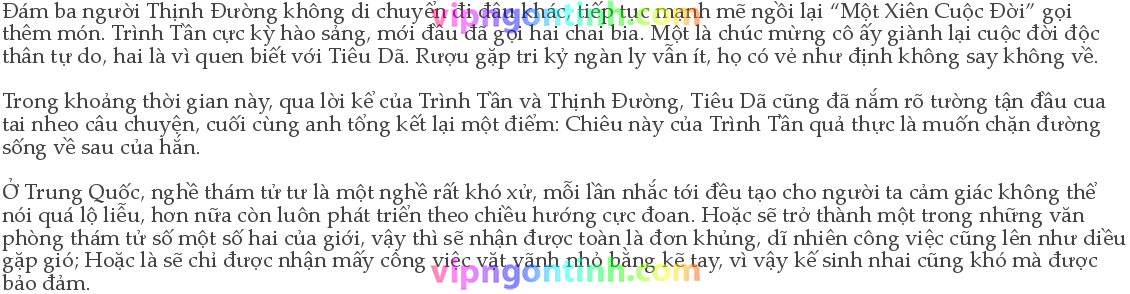 Đám ba người Thịnh Đường không di chuyển đi đâu khác, tiếp tục mạnh mẽ ngồi lại “Một Xiên Cuộc Đời” gọi
thêm món. Trình Tần cực kỳ hào sảng, mới đầu đã gọi hai chai bia. Một là chúc mừng cô ấy giành lại cuộc đời độc
thân tự do, hai là vì quen biết với Tiêu Dã. Rượu gặp tri kỷ ngàn ly vẫn ít, họ có vẻ như định không say không về.
Trong khoảng thời gian này, qua lời kể của Trình Tần và Thịnh Đường, Tiêu Dã cũng đã nắm rõ tường tận đầu cua
tai nheo câu chuyện, cuối cùng anh tổng kết lại một điểm: Chiêu này của Trình Tần quả thực là muốn chặn đường
sống về sau của hắn.
Ở Trung Quốc, nghề thám tử tư là một nghề rất khó xử, mỗi lần nhắc tới đều tạo cho người ta cảm giác không thể
nói quá lộ liễu, hơn nữa còn luôn phát triển theo chiều hướng cực đoan. Hoặc sẽ trở thành một trong những văn
phòng thám tử số một số hai của giới, vậy thì sẽ nhận được toàn là đơn khủng, dĩ nhiên công việc cũng lên như diều
gặp gió; Hoặc là sẽ chỉ được nhận mấy công việc vặt vãnh nhỏ bằng kẽ tay, vì vậy kế sinh nhai cũng khó mà được
bảo đảm.
vipngontinh.com
vipngontinh.com